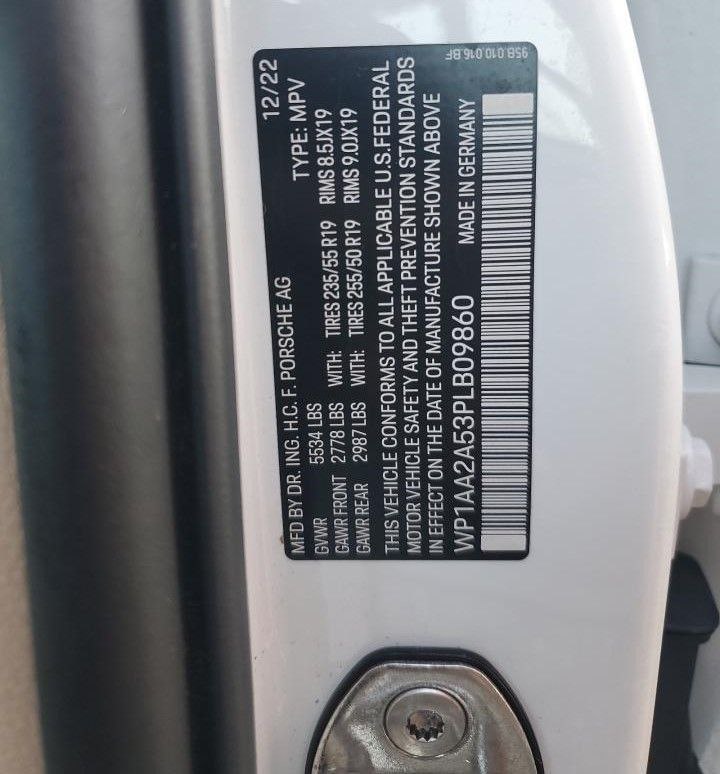 MFD BY DR. ING. H.C. F. PORSCHE AG 12/22
GVWR 5534 LBS TYPE: MPV
GAWR FRONT 2778 LBS WITH: TIRES 235/55 R19 RIMS 8.5JX19
GAWR REAR 2987 LBS WITH: TIRES 255/50 R19 RIMS 9.0JX19
THIS VEHICLE CONFORMS TO ALL APPLICABLE U.S.FEDERAL
MOTOR VEHICLE SAFETY AND THEFT PREVENTION STANDARDS
IN EFFECT ON DATE OF MANUFACTURE SHOWN ABOVE
WP1AA2A53PLB09860 MADE IN GERMANY
95B.010.016.BF